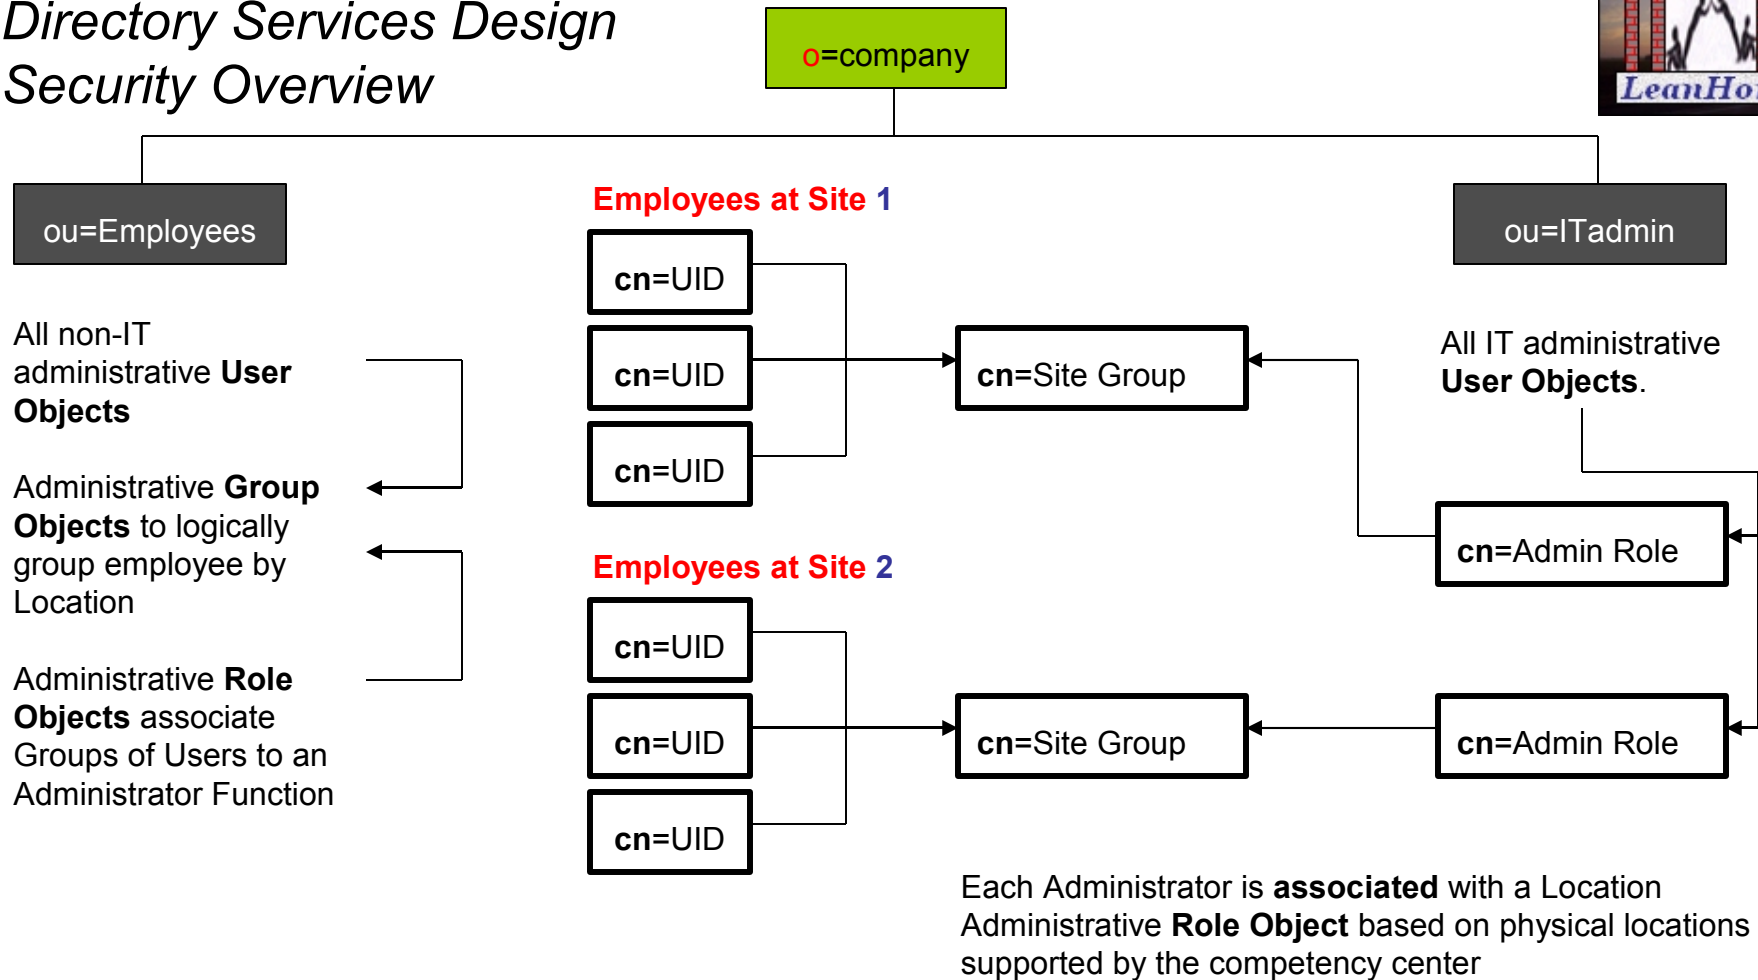 Directory Services Design
Security Overview
o=company
ou=Employees
ou=ITadmin
All non-IT
administrative User
Objects
Administrative Group
Objects to logically
group employee by
Location
Administrative Role
Objects associate
Groups of Users to an
Administrator Function
Employees at Site 1
cn=UID
cn=UID
cn=UID
cn=Site Group
Employees at Site 2
cn=UID
cn=UID
cn=UID
cn=Site Group
All IT administrative
User Objects.
cn=Admin Role
cn=Admin Role
Each Administrator is associated with a Location
Administrative Role Object based on physical locations
supported by the competency center